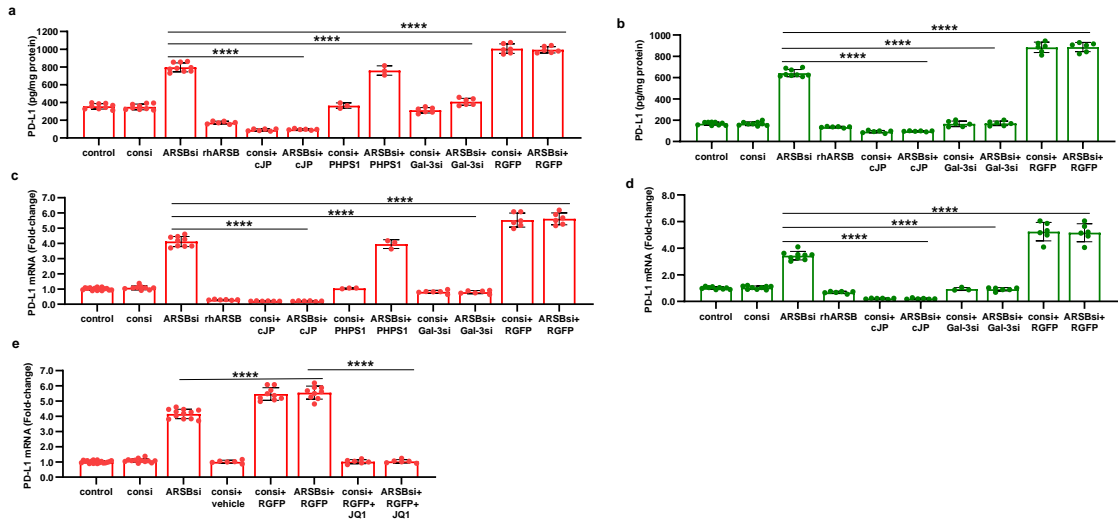 a
PD-L1 (pg/mg protein)
1200
1000
800
600
400
200
0
****
****
****
control
consi
ARSBsi
rhARSB
consi+
cJP
ARSBsi+
cJP
consi+
PHPS1
ARSBsi+
PHPS1
consi+
Gal-3si
ARSBsi+
Gal-3si
consi+
RGFP
ARSBsi+
RGFP
b
PD-L1 (pg/mg protein)
1000
800
600
400
200
0
****
****
****
control
consi
ARSBsi
rhARSB
consi+
cJP
ARSBsi+
cJP
consi+
Gal-3si
ARSBsi+
Gal-3si
consi+
RGFP
ARSBsi+
RGFP
c
PD-L1 mRNA (Fold-change)
7.0
6.0
5.0
4.0
3.0
2.0
1.0
0.0
****
****
****
control
consi
ARSBsi
rhARSB
consi+
cJP
ARSBsi+
cJP
consi+
PHPS1
ARSBsi+
PHPS1
consi+
Gal-3si
ARSBsi+
Gal-3si
consi+
RGFP
ARSBsi+
RGFP
d
PD-L1 mRNA (Fold-change)
8.0
6.0
4.0
2.0
0.0
****
****
****
control
consi
ARSBsi
rhARSB
consi+
cJP
ARSBsi+
cJP
consi+
Gal-3si
ARSBsi+
Gal-3si
consi+
RGFP
ARSBsi+
RGFP
e
PD-L1 mRNA (Fold-change)
7.0
6.0
5.0
4.0
3.0
2.0
1.0
0.0
****
****
control
consi
ARSBsi
consi+
vehicle
consi+
RGFP
ARSBsi+
RGFP
consi+
RGFP+
JQ1
ARSBsi+
RGFP+
JQ1